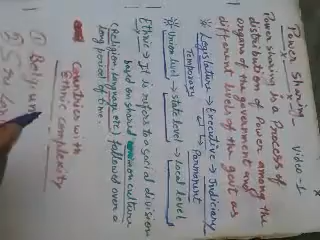 Power Sharing Video-1
Power sharing is a process of
distribution of Power among the
organs of the government and
different levels of the govt as
※ Legislature → Executive → Judiciary
Temporary Permanent
※ Union level → State level → Local level
Ethnic → It is refers to a social division
based on shared common culture
(Religion, Language etc) followed over a
long period of time.
Countries with
Ethnic complexity
① Belgium